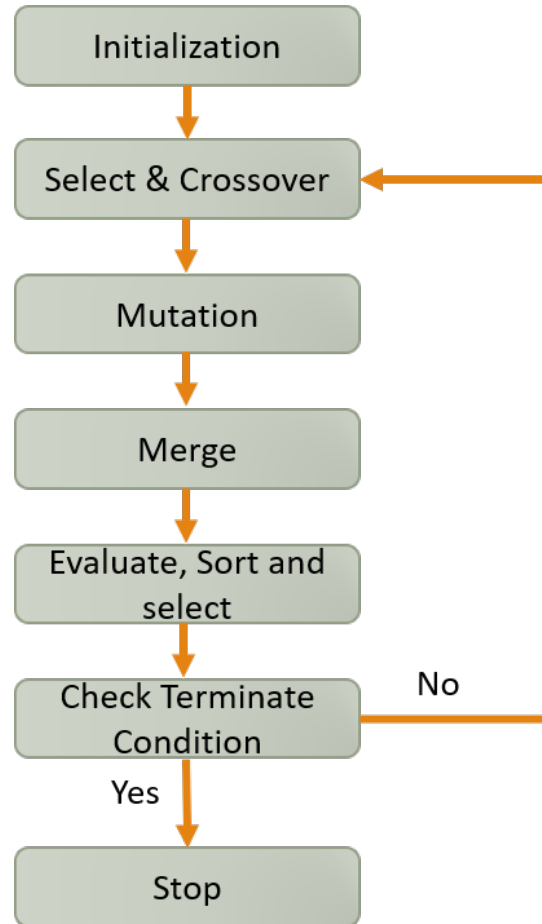 Initialization
Select & Crossover
Mutation
Merge
Evaluate, Sort and
select
Check Terminate
Condition
No
Yes
Stop